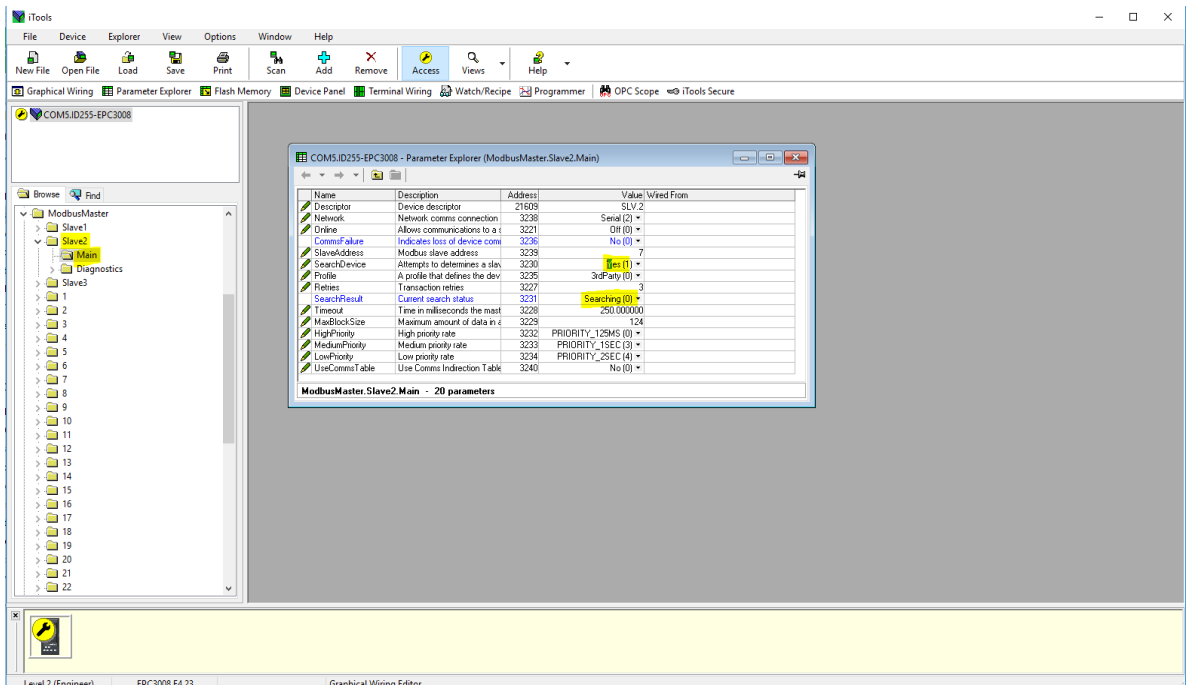 iTools
File Device Explorer View Options Window Help
New File Open File Load Save Print Scan Add Remove Access Views Help
Graphical Wiring Parameter Explorer Flash Memory Device Panel Terminal Wiring Watch/Recipe Programmer OPC Scope iTools Secure
COM5.ID255-EPC3008
Browse Find
ModbusMaster
Slave1
Slave2
Main
Diagnostics
Slave3
1
2
3
4
5
6
7
8
9
10
11
12
13
14
15
16
17
18
19
20
21
22
COM5.ID255-EPC3008 - Parameter Explorer (ModbusMaster.Slave2.Main)
Name Description Address Value Wired From
Descriptor Device descriptor 21609 SLV.2
Network Network comms connection 3238 Serial (2)
Online Allows communications to a s 3221 Off (0)
CommsFailure Indicates loss of device com 3236 No (0)
SlaveAddress Modbus slave address 3239 7
SearchDevice Attempts to determines a slav 3230 Yes (1)
Profile A profile that defines the dev 3235 3rdParty (0)
Retries Transaction retries 3227 3
SearchResult Current search status 3231 Searching (0)
Timeout Time in milliseconds the mast 3228 250.000000
MaxBlockSize Maximum amount of data in a 3229 124
HighPriority High priority rate 3232 PRIORITY_125MS (0)
MediumPriority Medium priority rate 3233 PRIORITY_1SEC (3)
LowPriority Low priority rate 3234 PRIORITY_2SEC (4)
UseCommsTable Use Comms Indirection Table 3240 No (0)
ModbusMaster.Slave2.Main - 20 parameters
Level 2 (Engineer) EPC3008 E4.23 Graphical Wiring Editor